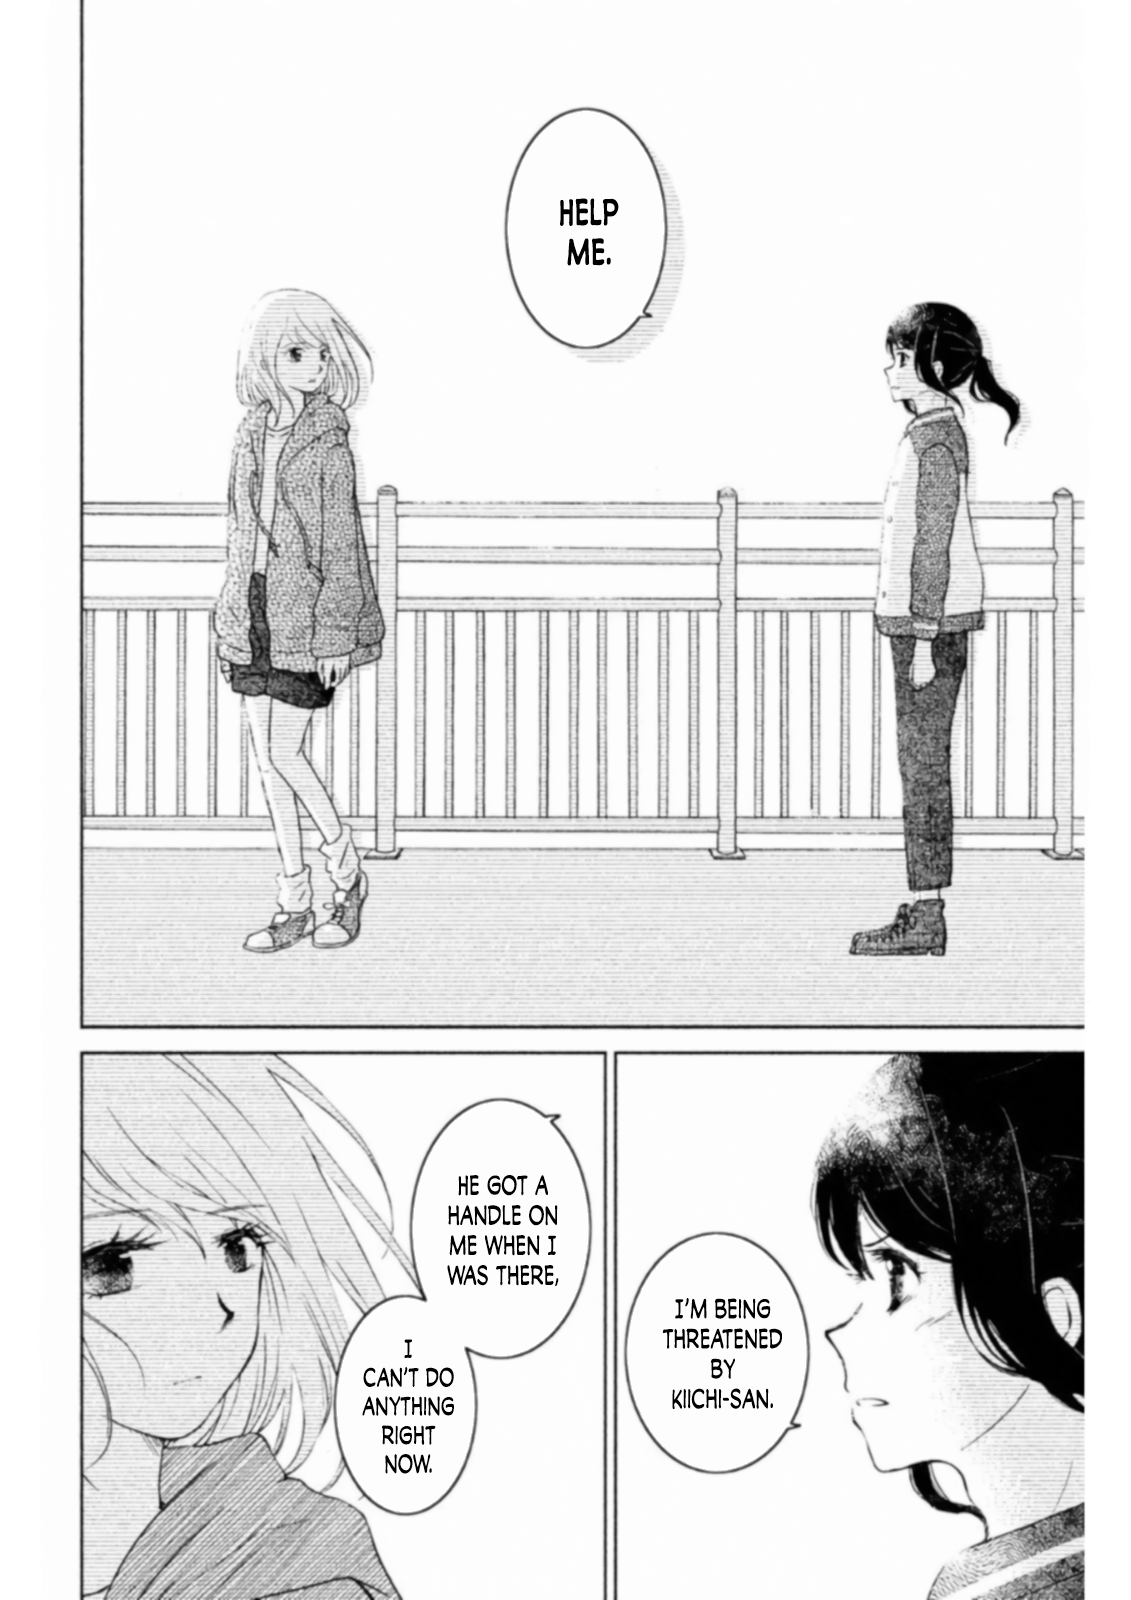 HELP
ME.
I'M BEING
THREATENED
BY
KIICHI-SAN.
HE GOT A
HANDLE ON
ME WHEN I
WAS THERE,
I
CAN'T DO
ANYTHING
RIGHT
NOW.